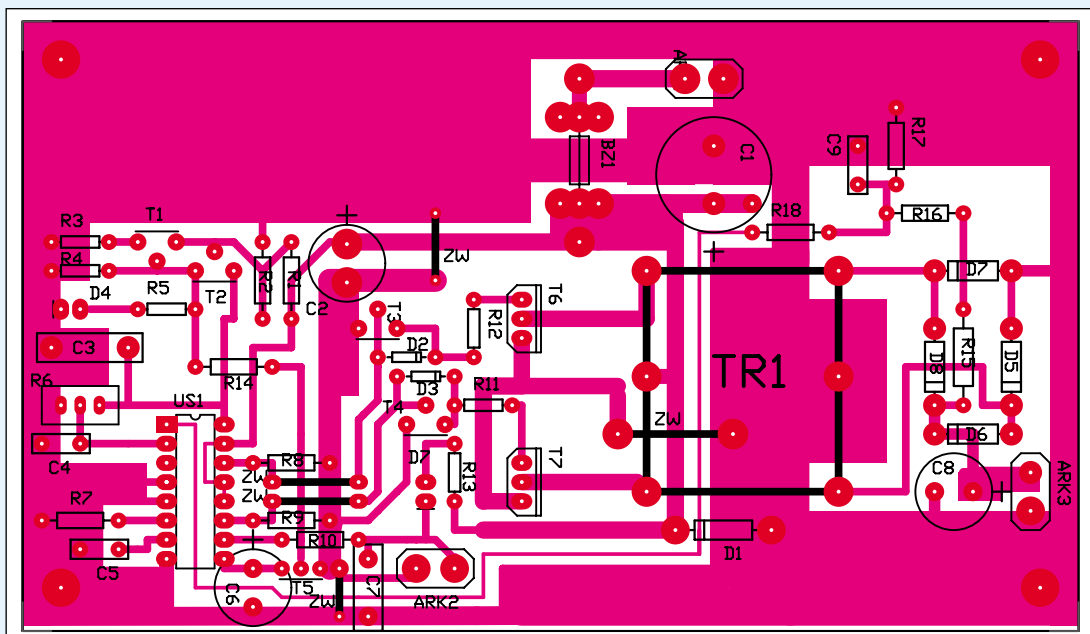 A
C1
BZ1
C9
R17
R3
T1
R18
R16
R4
ZW
D4
R5
T2
R2
R1
C2
D7
T3
T6
R12
C3
D2
D8
R15
D5
R6
R14
D3
TR1
US1
T4
R11
ZW
C4
D6
R8
D7
R13
T7
C8
ARK3
ZW
ZW
R7
R9
R10
D1
C5
C6
T5
ZW
C7
ARK2